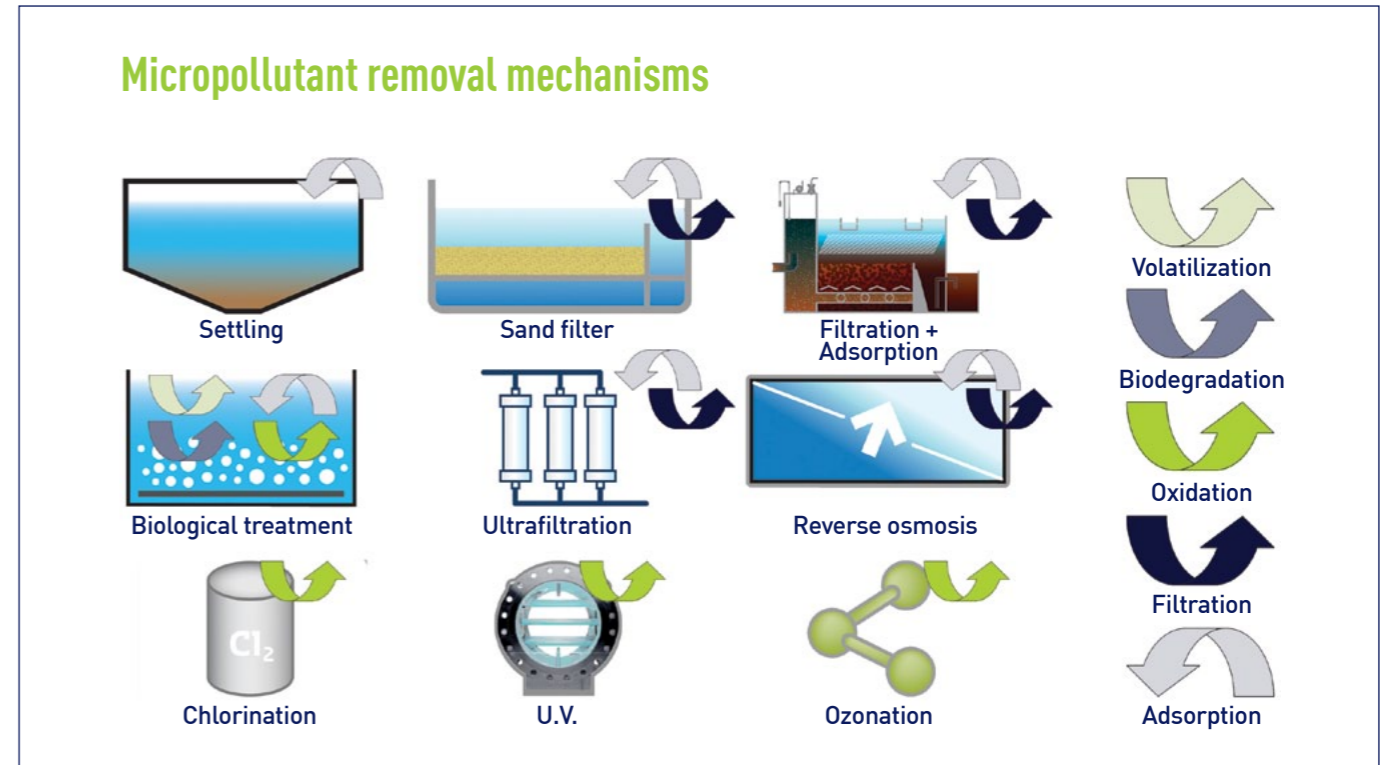 Micropollutant removal mechanisms
Settling
Sand filter
Filtration +
Adsorption
Biological treatment
Ultrafiltration
Reverse osmosis
Cl₂
Chlorination
U.V.
Ozonation
Volatilization
Biodegradation
Oxidation
Filtration
Adsorption